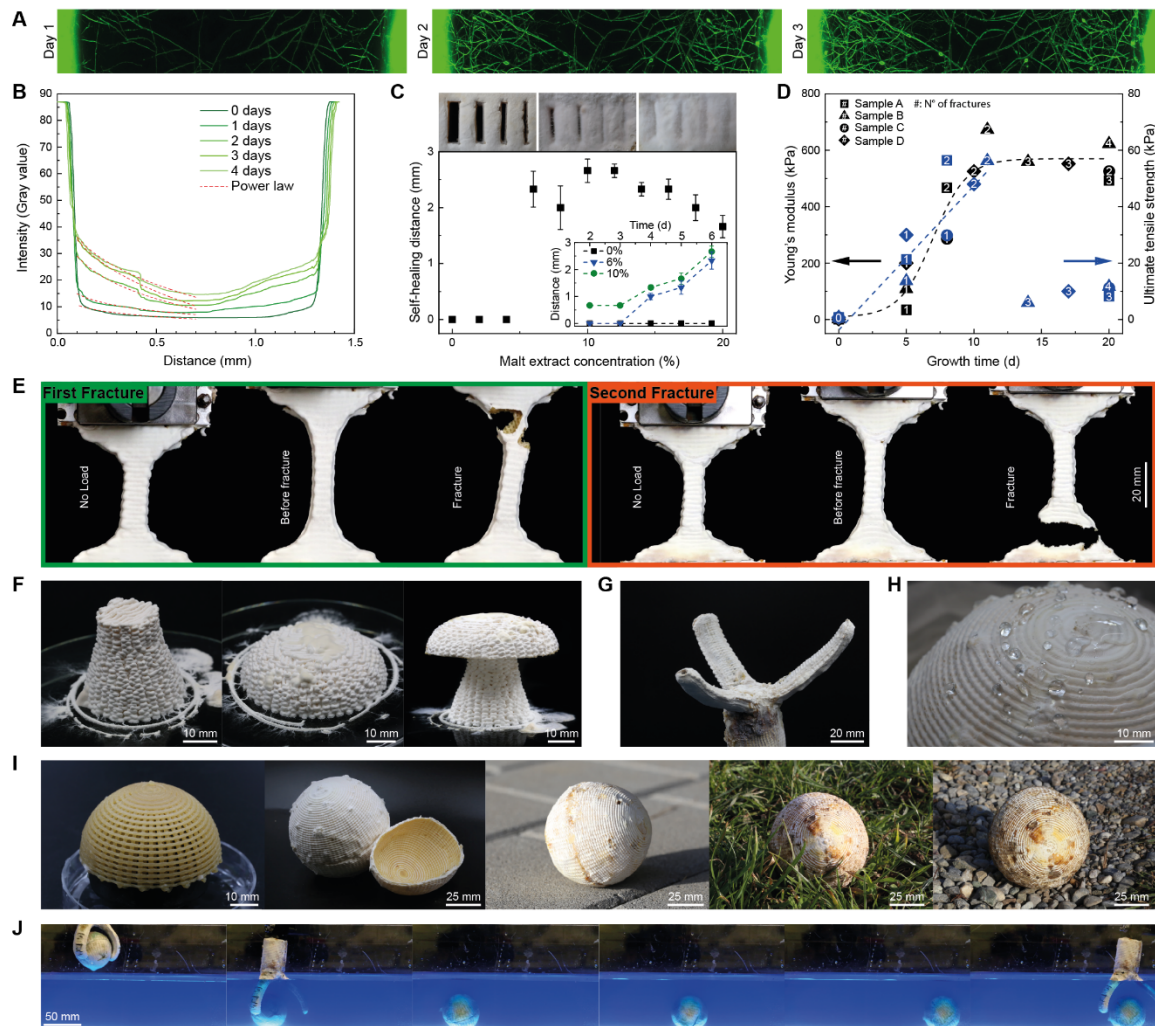 A
Day 1
Day 2
Day 3
B
Intensity (Gray value)
90
80
70
60
50
40
30
20
10
0
0 days
1 days
2 days
3 days
4 days
Power law
0.0
0.5
1.0
1.5
Distance (mm)
C
Self-healing distance (mm)
3
2
1
0
Time (d)
2 3 4 5 6
Distance (mm)
3
2
1
0
0%
6%
10%
0 5 10 15 20
Malt extract concentration (%)
D
Young's modulus (kPa)
800
600
400
200
0
Sample A
Sample B
Sample C
Sample D
#: N° of fractures
80
60
40
20
0
Ultimate tensile strength (kPa)
0 5 10 15 20
Growth time (d)
E
First Fracture
No Load
Before fracture
Fracture
Second Fracture
No Load
Before fracture
Fracture
20 mm
F
10 mm
10 mm
10 mm
G
20 mm
H
10 mm
I
10 mm
25 mm
25 mm
25 mm
25 mm
J
50 mm